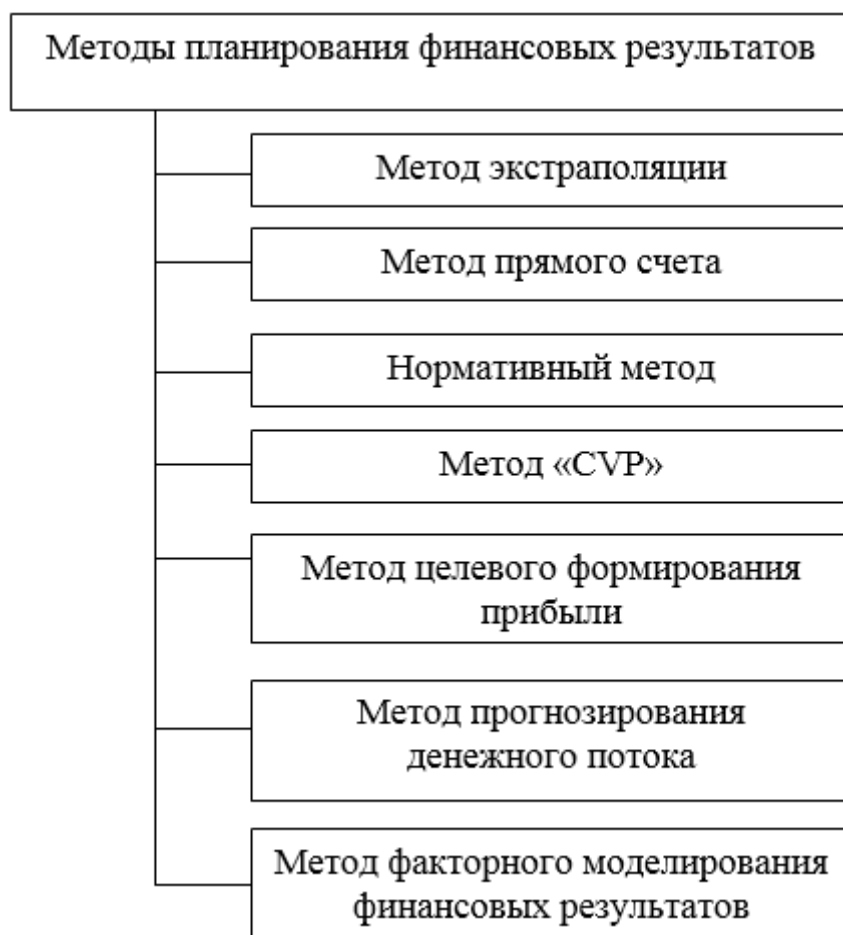 Методы планирования финансовых результатов
Метод экстраполяции
Метод прямого счета
Нормативный метод
Метод «CVP»
Метод целевого формирования
прибыли
Метод прогнозирования
денежного потока
Метод факторного моделирования
финансовых результатов